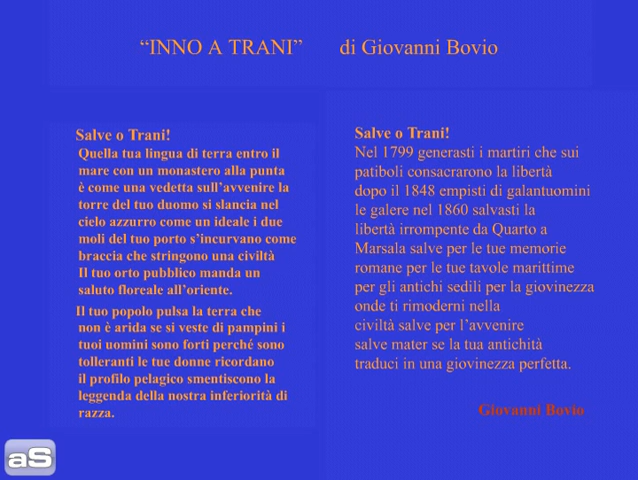 “INNO A TRANI” di Giovanni Bovio
Salve o Trani!
Quella tua lingua di terra entro il
mare con un monastero alla punta
è come una vedetta sull’avvenire la
torre del tuo duomo si slancia nel
cielo azzurro come un ideale i due
moli del tuo porto s’incurvano come
braccia che stringono una civiltà
Il tuo orto pubblico manda un
saluto floreale all’oriente.
Il tuo popolo pulsa la terra che
non è arida se si veste di pampini i
tuoi uomini sono forti perché sono
tolleranti le tue donne ricordano
il profilo pelagico smentiscono la
leggenda della nostra inferiorità di
razza.
Salve o Trani!
Nel 1799 generasti i martiri che sui
patiboli consacrarono la libertà
dopo il 1848 empisti di galantuomini
le galere nel 1860 salvasti la
libertà irrompente da Quarto a
Marsala salve per le tue memorie
romane per le tue tavole marittime
per gli antichi sedili per la giovinezza
onde ti rimoderni nella
civiltà salve per l’avvenire
salve mater se la tua antichità
traduci in una giovinezza perfetta.
Giovanni Bovio
aS